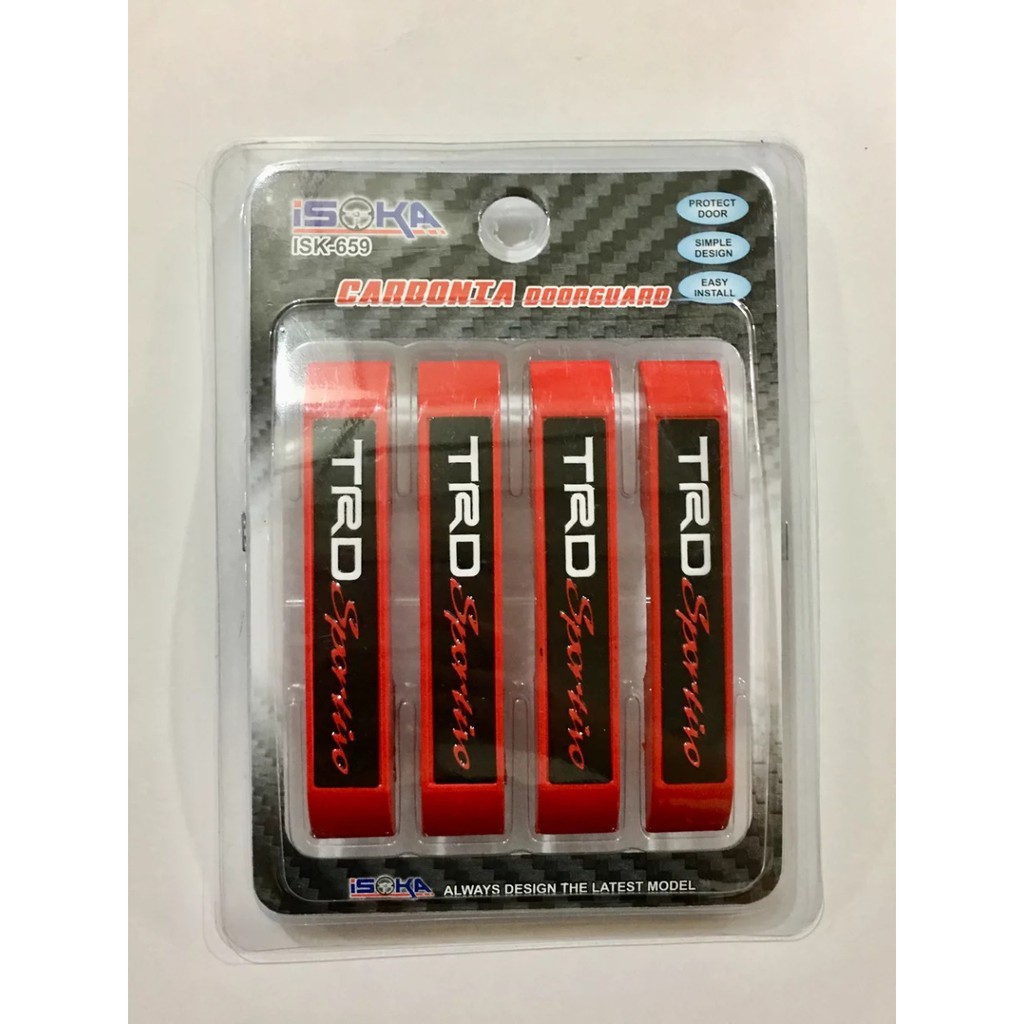 iSOKA
ISK-659
PROTECT
DOOR
SIMPLE
DESIGN
EASY
INSTALL
CARBONIA DOORGUARD
TRD Sportivo
TRD Sportivo
TRD Sportivo
TRD Sportivo
iSOKA ALWAYS DESIGN THE LATEST MODEL